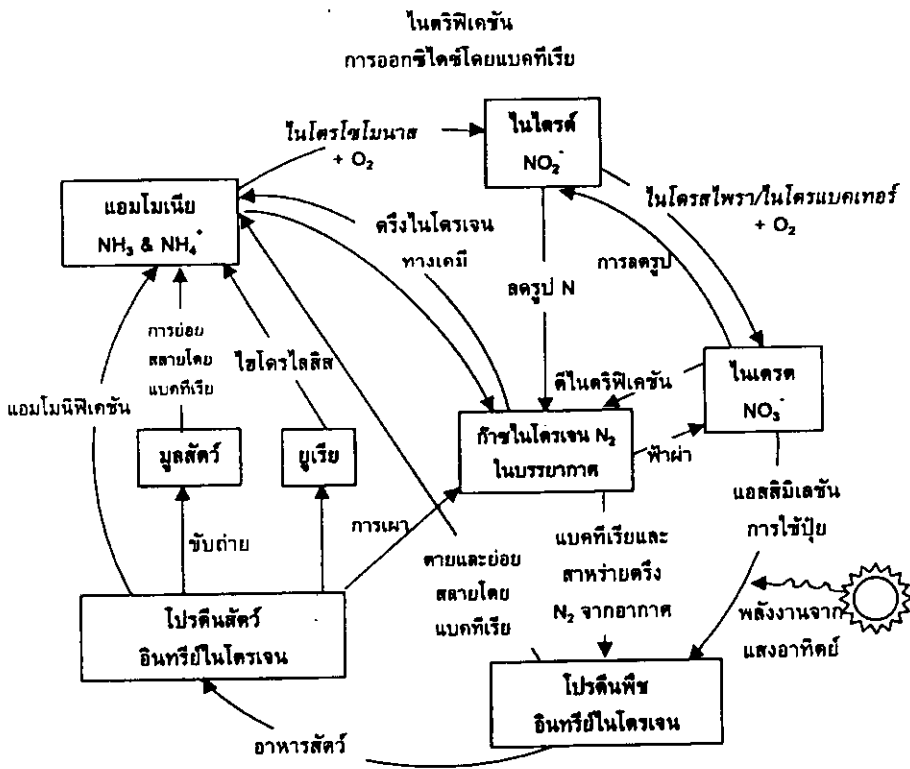 ไนตริฟิเคชัน
การออกซิไดซ์โดยแบคทีเรีย
ไนโตรโซโมนาส
+ O₂
ไนไตรต์
NO₂⁻
แอมโมเนีย
NH₃ & NH₄⁺
ตรึงไนโตรเจน
ทางเคมี
ไนโตรสไพรา/ไนโตรแบคเทอร์
+ O₂
การลดรูป
ลดรูป N
การย่อย
สลายโดย
แบคทีเรีย
ไฮโดรไลสิส
แอมโมนิฟิเคชัน
ดีไนตริฟิเคชัน
ไนเตรต
NO₃⁻
ก๊าซไนโตรเจน N₂
ในบรรยากาศ
ฟ้าผ่า
มูลสัตว์
ยูเรีย
ขับถ่าย
การเผา
ตายและย่อย
สลายโดย
แบคทีเรีย
แบคทีเรียและ
สาหร่ายตรึง
N₂ จากอากาศ
แอสสิมิเลชัน
การใช้ปุ๋ย
พลังงานจาก
แสงอาทิตย์
โปรตีนสัตว์
อินทรีย์ไนโตรเจน
โปรตีนพืช
อินทรีย์ไนโตรเจน
อาหารสัตว์